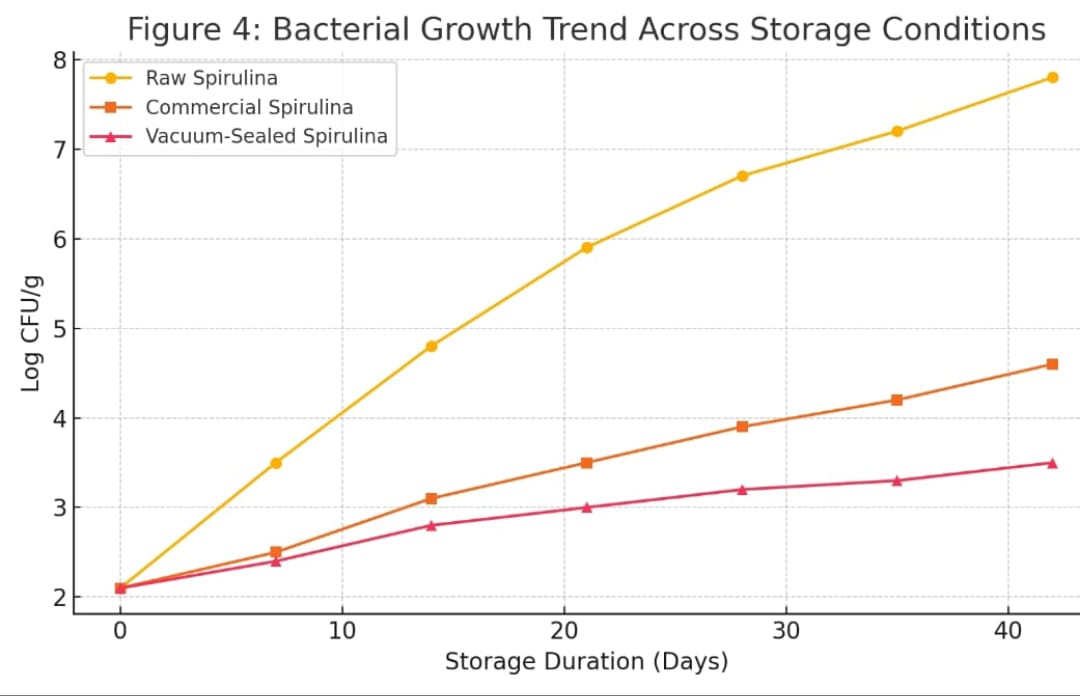 Figure 4: Bacterial Growth Trend Across Storage Conditions
8
Raw Spirulina
Commercial Spirulina
Vacuum-Sealed Spirulina
7
6
5
4
3
2
Log CFU/g
0 10 20 30 40
Storage Duration (Days)